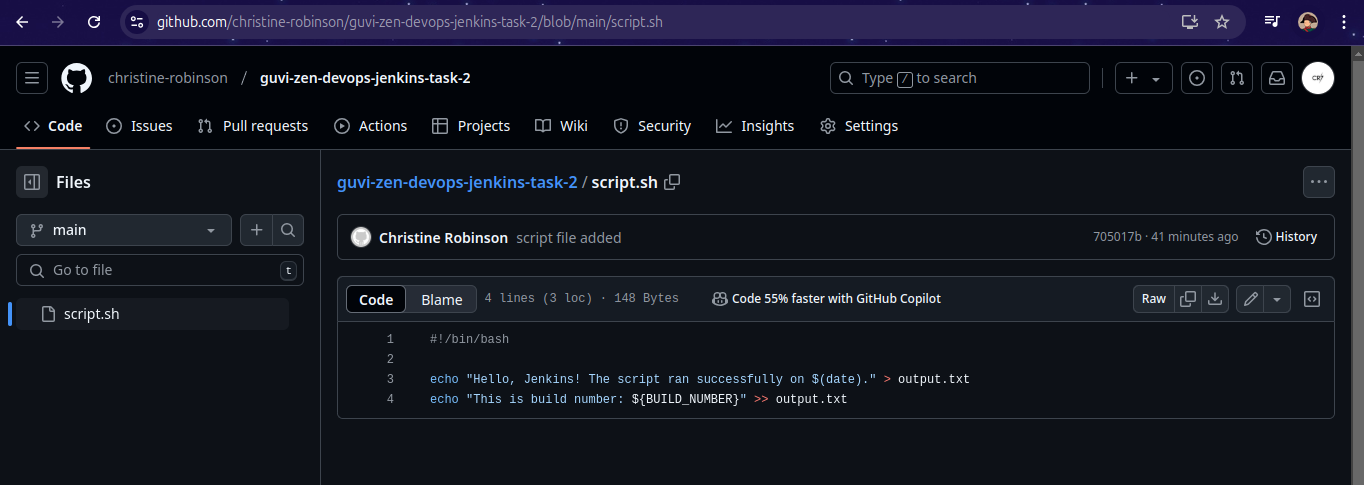 github.com/christine-robinson/guvi-zen-devops-jenkins-task-2/blob/main/script.sh
christine-robinson / guvi-zen-devops-jenkins-task-2
Type / to search
CRJ
Code Issues Pull requests Actions Projects Wiki Security Insights Settings
Files
guvi-zen-devops-jenkins-task-2 / script.sh
main
Christine Robinson script file added
705017b · 41 minutes ago
History
Go to file
t
Code Blame
4 lines (3 loc) · 148 Bytes
Code 55% faster with GitHub Copilot
Raw
script.sh
1 #!/bin/bash
2
3 echo "Hello, Jenkins! The script ran successfully on $(date)." > output.txt
4 echo "This is build number: ${BUILD_NUMBER}" >> output.txt